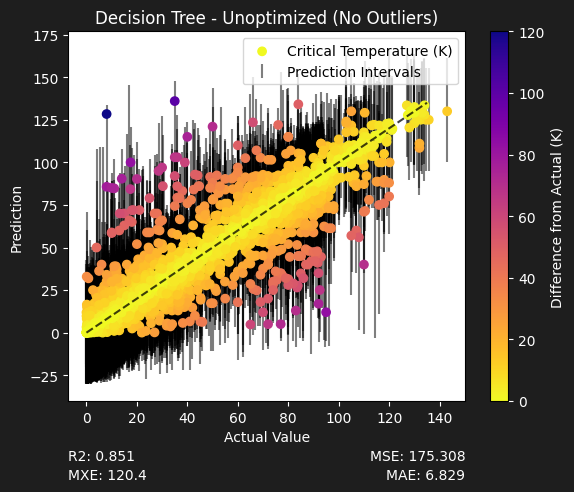 Decision Tree - Unoptimized (No Outliers)
Critical Temperature (K)
Prediction Intervals
175
150
125
100
75
50
25
0
−25
Prediction
0
20
40
60
80
100
120
140
Actual Value
120
100
80
60
40
20
0
Difference from Actual (K)
R2: 0.851
MSE: 175.308
MXE: 120.4
MAE: 6.829